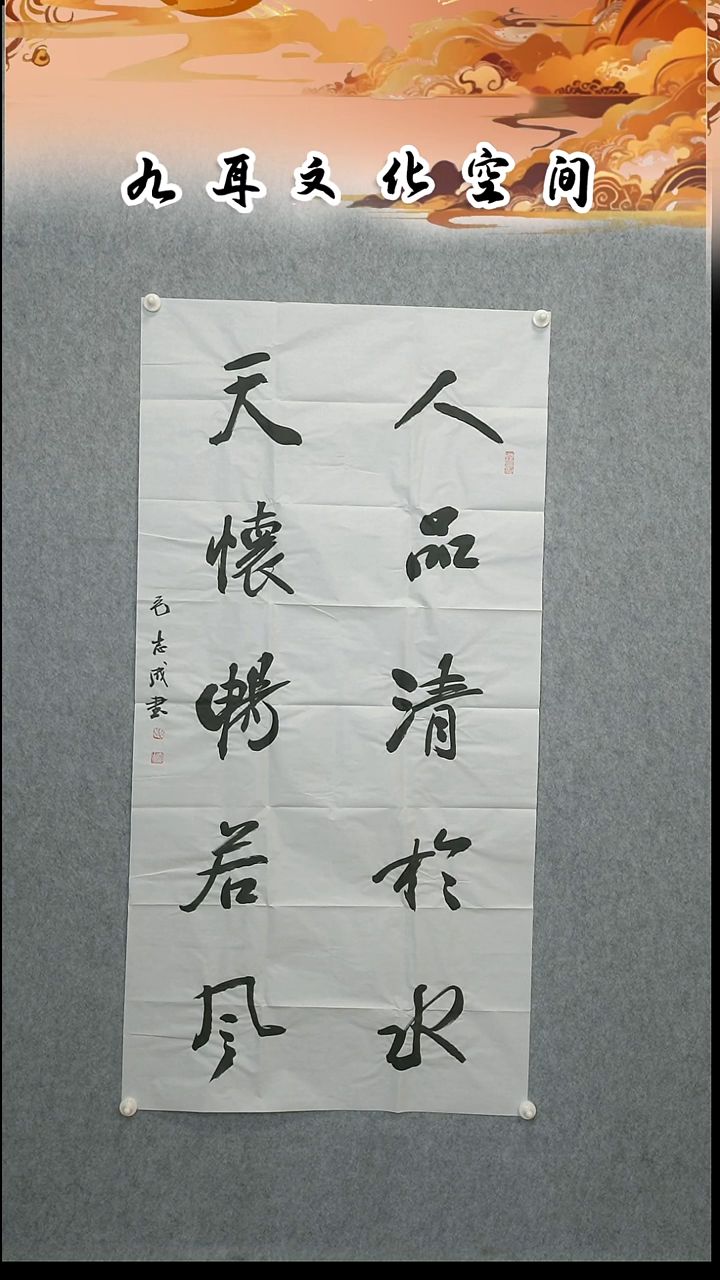 九耳文化空间
人品清於水
天懷暢若風
志成書